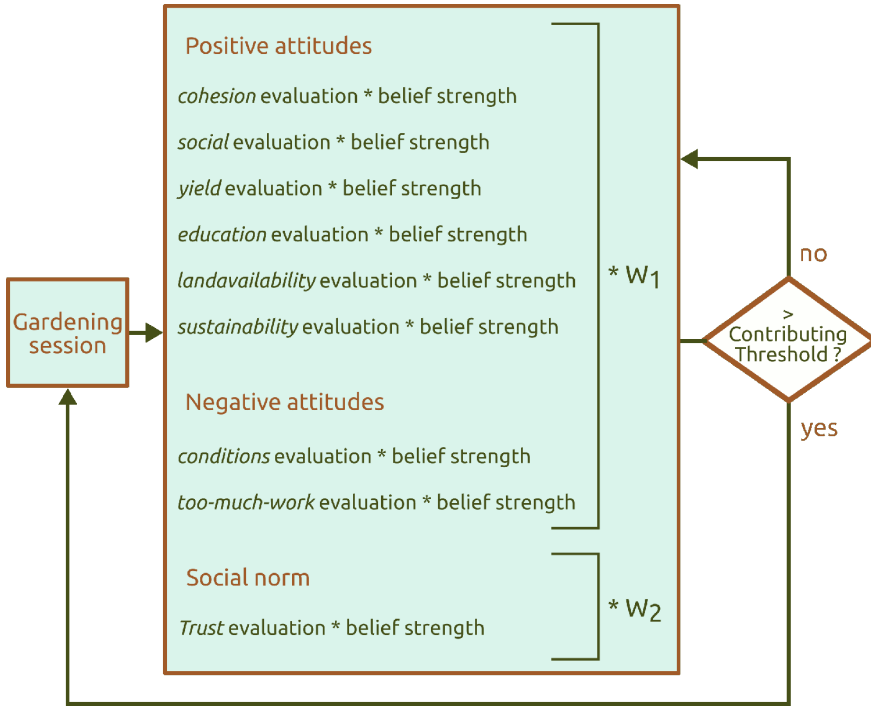 Positive attitudes
cohesion evaluation * belief strength
social evaluation * belief strength
yield evaluation * belief strength
education evaluation * belief strength
landavailability evaluation * belief strength
sustainability evaluation * belief strength
Negative attitudes
conditions evaluation * belief strength
too-much-work evaluation * belief strength
* W1
Social norm
Trust evaluation * belief strength
* W2
Gardening
session
no
>
Contributing
Threshold ?
yes